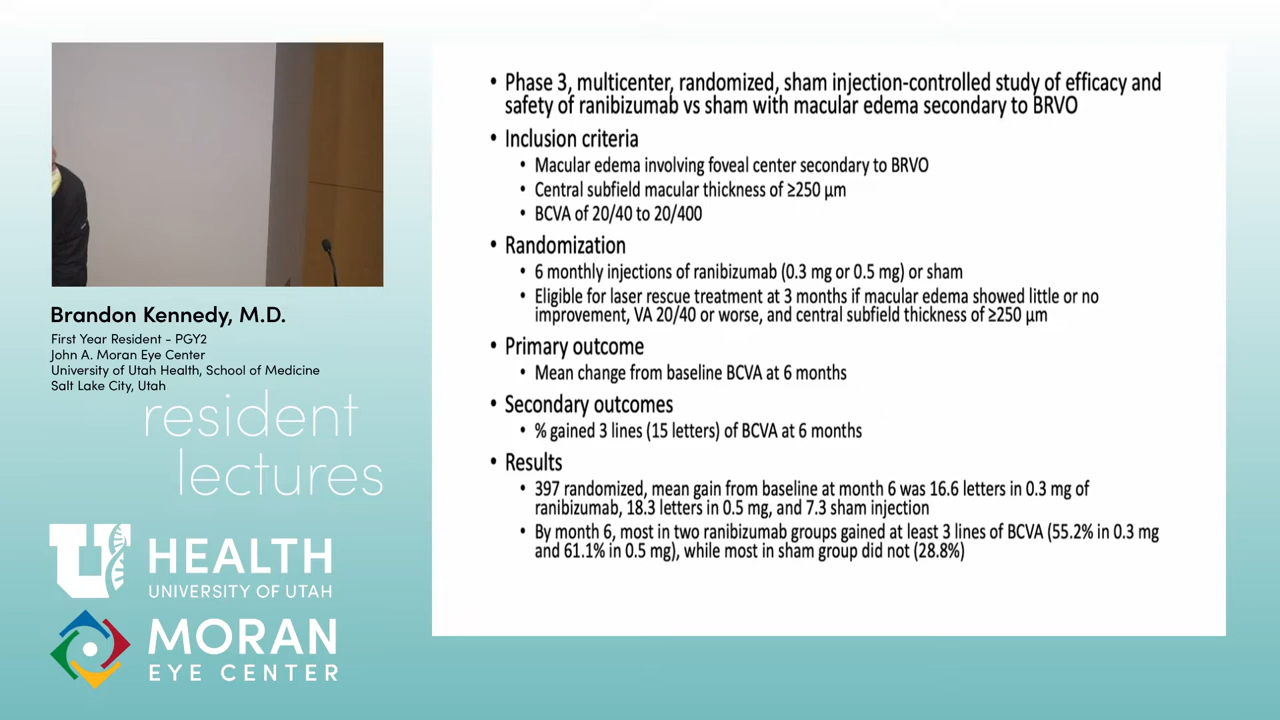 Brandon Kennedy, M.D.
First Year Resident - PGY2
John A. Moran Eye Center
University of Utah Health, School of Medicine
Salt Lake City, Utah
resident
lectures
U
HEALTH
UNIVERSITY OF UTAH
MORAN
EYE CENTER
• Phase 3, multicenter, randomized, sham injection-controlled study of efficacy and
safety of ranibizumab vs sham with macular edema secondary to BRVO
• Inclusion criteria
• Macular edema involving foveal center secondary to BRVO
• Central subfield macular thickness of ≥250 µm
• BCVA of 20/40 to 20/400
• Randomization
• 6 monthly injections of ranibizumab (0.3 mg or 0.5 mg) or sham
• Eligible for laser rescue treatment at 3 months if macular edema showed little or no
improvement, VA 20/40 or worse, and central subfield thickness of ≥250 µm
• Primary outcome
• Mean change from baseline BCVA at 6 months
• Secondary outcomes
• % gained 3 lines (15 letters) of BCVA at 6 months
• Results
• 397 randomized, mean gain from baseline at month 6 was 16.6 letters in 0.3 mg of
ranibizumab, 18.3 letters in 0.5 mg, and 7.3 sham injection
• By month 6, most in two ranibizumab groups gained at least 3 lines of BCVA (55.2% in 0.3 mg
and 61.1% in 0.5 mg), while most in sham group did not (28.8%)